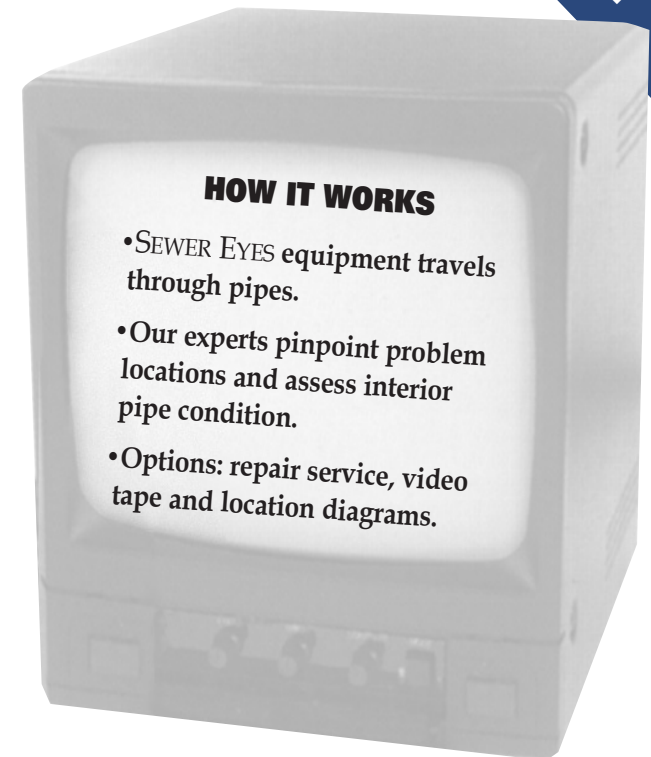 HOW IT WORKS
•SEWER EYES equipment travels
through pipes.
•Our experts pinpoint problem
locations and assess interior
pipe condition.
•Options: repair service, video
tape and location diagrams.